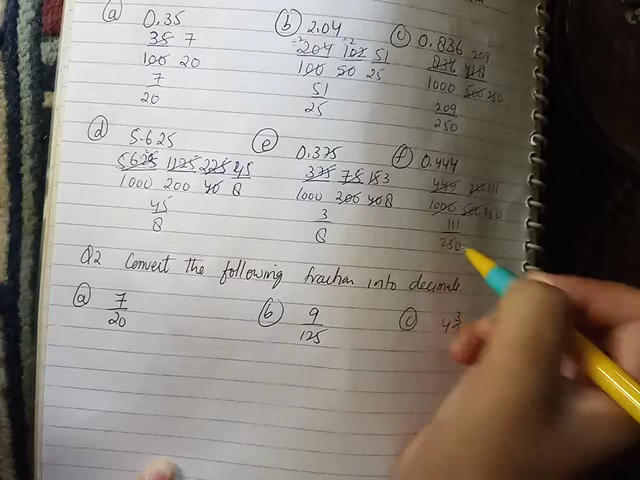 (a) 0.35 (b) 2.04 (c) 0.836 209
35 7 204 102 51 836 418
100 20 100 50 25 1000 500 250
7 51 209
20 25 250
(d) 5.625 (e) 0.375 (f) 0.444
5625 1125 225 45 375 75 15 3 444 222 111
1000 200 40 8 1000 200 40 8 1000 500 250
45 3 111
8 8 250
Q2 Convert the following fraction into decimals
(a) 7 (b) 9 (c) 4 3
20 125